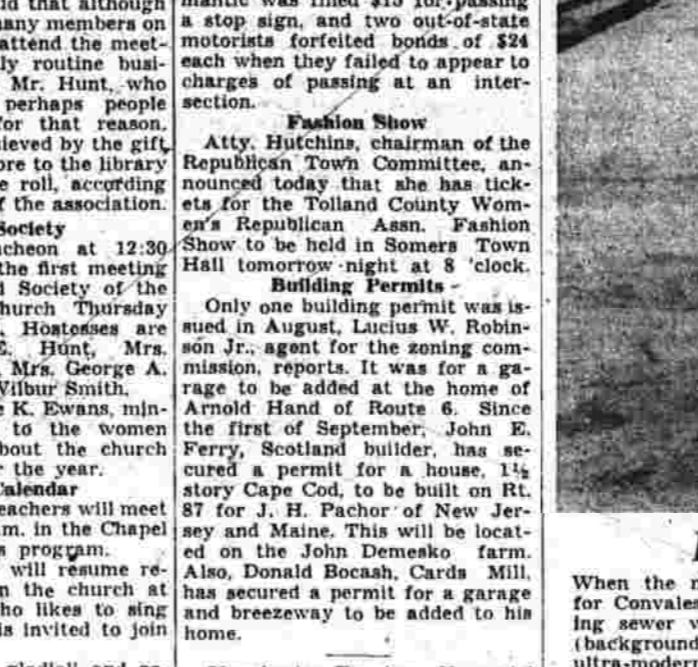 id that although
many members on
attend the meet-
ly routine busi-
Mr. Hunt, who
perhaps people
for that reason.
ieved by the gift
ore to the library
e roll, according
f the association.
Society
ncheon at 12:30
the first meeting
d Society of the
hurch Thursday
. Hostesses are
E. Hunt, Mrs.
Mrs. George A.
Wilbur Smith.
e K. Ewans, min-
to the women
bout the church
r the year.
Calendar
eachers will meet
m. in the Chapel
s program.
will resume re-
n the church at
ho likes to sing
is invited to join
mantic was fined $15 for passing
a stop sign, and two out-of-state
motorists forfeited bonds of $24
each when they failed to appear to
charges of passing at an inter-
section.
Fashion Show
Atty. Hutchins, chairman of the
Republican Town Committee, an-
nounced today that she has tick-
ets for the Tolland County Wom-
en's Republican Assn. Fashion
Show to be held in Somers Town
Hall tomorrow night at 8 'clock.
Building Permits
Only one building permit was is-
sued in August, Lucius W. Robin-
son Jr., agent for the zoning com-
mission, reports. It was for a ga-
rage to be added at the home of
Arnold Hand of Route 6. Since
the first of September, John E.
Ferry, Scotland builder, has se-
cured a permit for a house, 1½
story Cape Cod, to be built on Rt.
87 for J. H. Pachor of New Jer-
sey and Maine. This will be locat-
ed on the John Demesko farm.
Also, Donald Bocash, Cards Mill,
has secured a permit for a garage
and breezeway to be added to his
home.
When the
for Convale
ing sewer
(background
ultra-moder